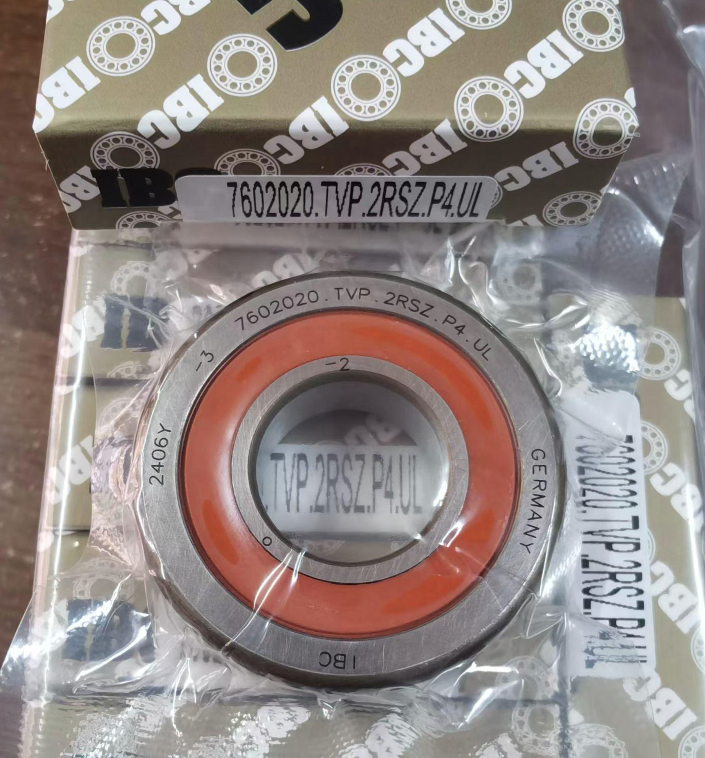 IBC
7602020.TVP.2RSZ.P4.UL
-3 7602020.TVP.2RSZ.P4.UL
-2
2406Y
GERMANY
TVP.2RSZ.P4.UL
7602020.TVP.2RSZ.P4.UL
o
IBC